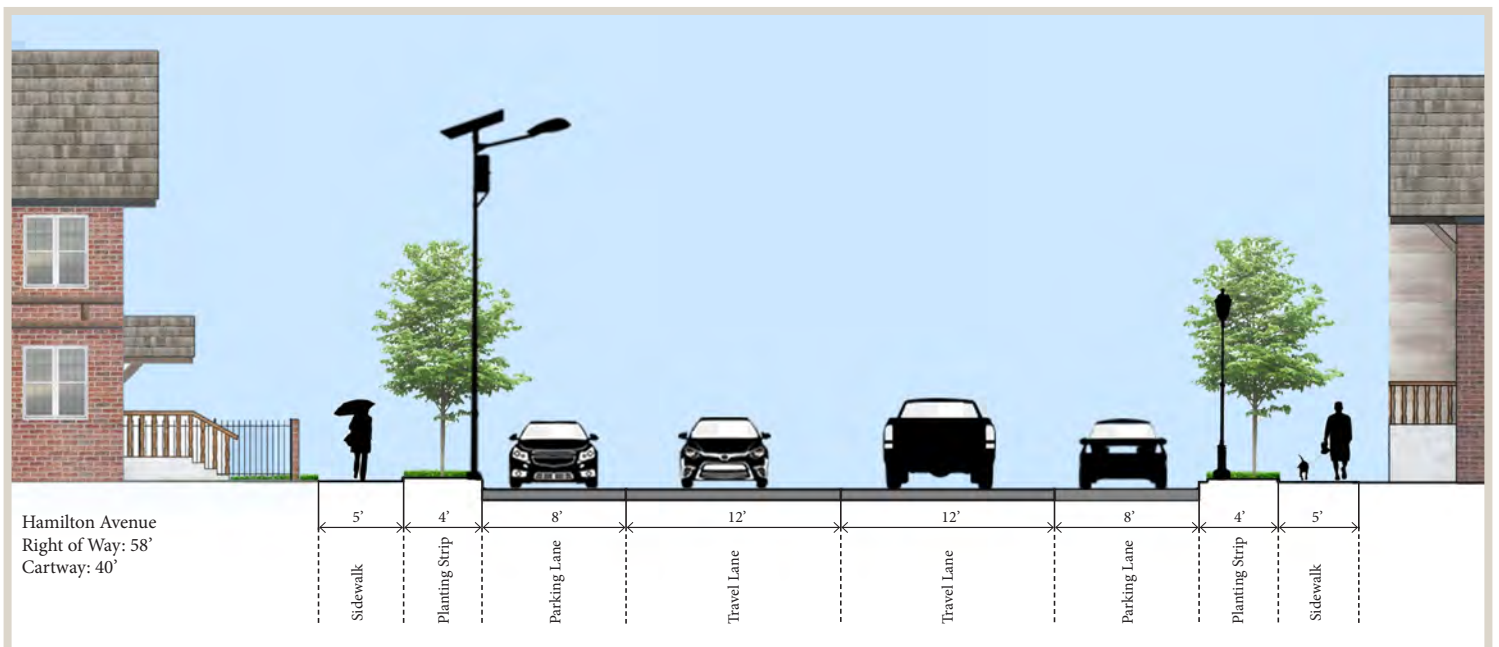 5’ 4’ 8’ 12’ 12’ 8’ 4’ 5’
Hamilton Avenue
Right of Way: 58’
Cartway: 40’
Sidewalk
Planting Strip
Parking Lane
Travel Lane
Travel Lane
Parking Lane
Planting Strip
Sidewalk